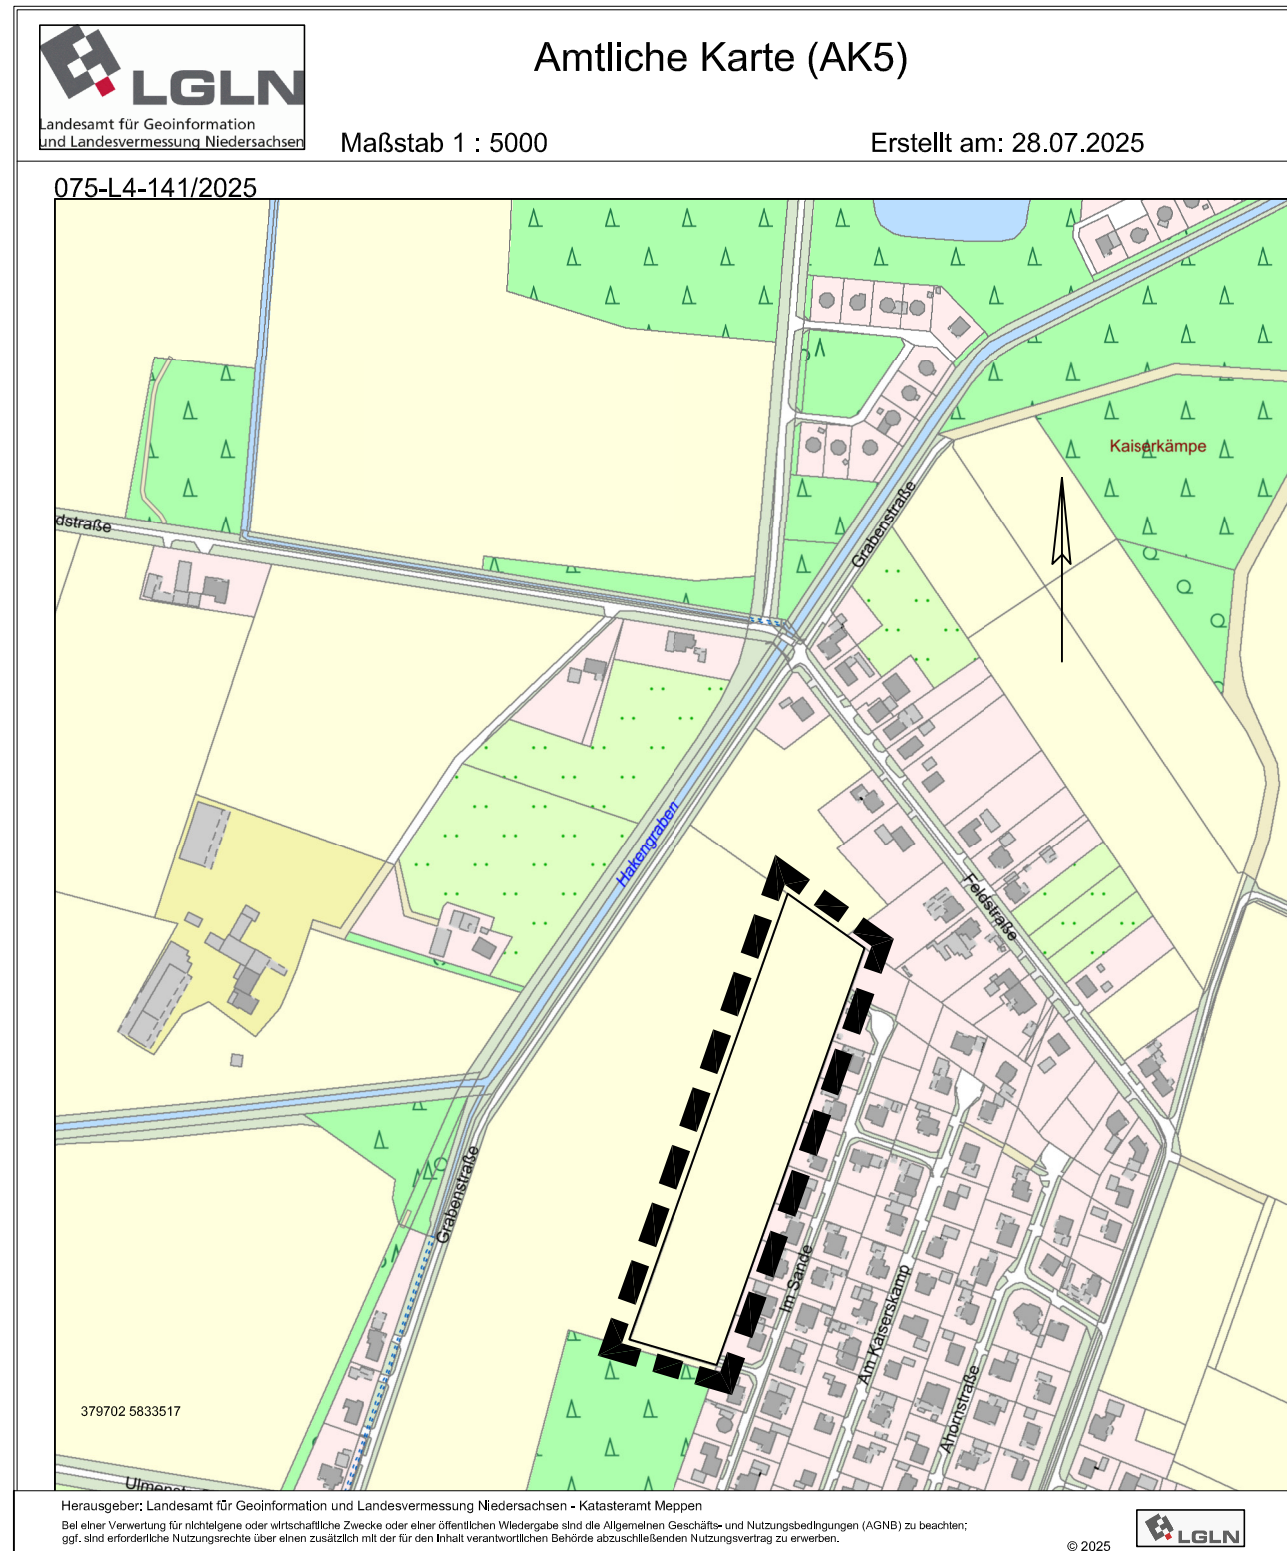 LGLN
Landesamt für Geoinformation
und Landesvermessung Niedersachsen
Amtliche Karte (AK5)
Maßstab 1 : 5000
Erstellt am: 28.07.2025
075-L4-141/2025
Kaiserkämpe
dstraße
Grabenstraße
Hakengraben
Feldstraße
Grabenstraße
Im Sande
Am Kaiserskamp
Ahornstraße
379702 5833517
Herausgeber: Landesamt für Geoinformation und Landesvermessung Niedersachsen - Katasteramt Meppen
Bei einer Verwertung für nichteigene oder wirtschaftliche Zwecke oder einer öffentlichen Wiedergabe sind die Allgemeinen Geschäfts- und Nutzungsbedingungen (AGNB) zu beachten;
ggf. sind erforderliche Nutzungsrechte über einen zusätzlich mit der für den Inhalt verantwortlichen Behörde abzuschließenden Nutzungsvertrag zu erwerben.
© 2025
LGLN